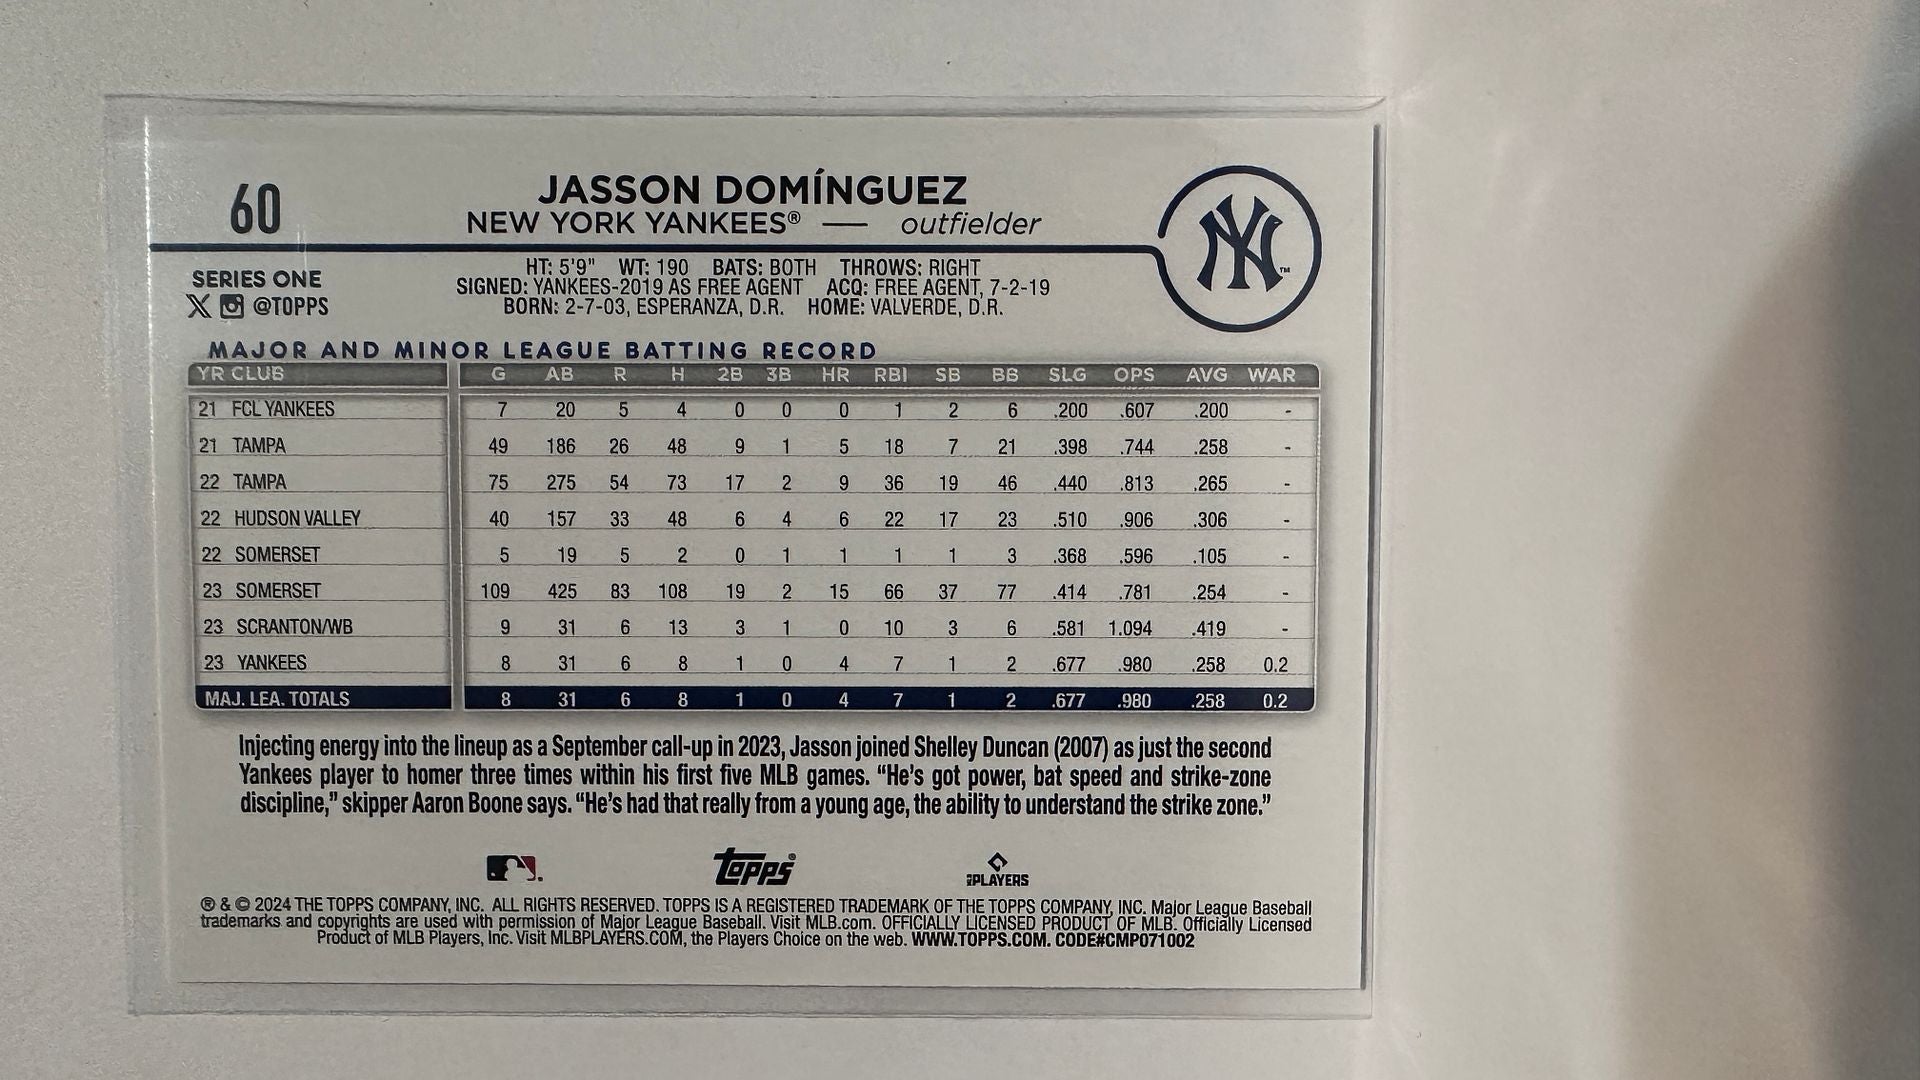 60
JASSON DOMÍNGUEZ
NEW YORK YANKEES® — outfielder
NY ™
SERIES ONE
@TOPPS
HT: 5'9" WT: 190 BATS: BOTH THROWS: RIGHT
SIGNED: YANKEES-2019 AS FREE AGENT ACQ: FREE AGENT, 7-2-19
BORN: 2-7-03, ESPERANZA, D.R. HOME: VALVERDE, D.R.
MAJOR AND MINOR LEAGUE BATTING RECORD
YR CLUB G AB R H 2B 3B HR RBI SB BB SLG OPS AVG WAR
21 FCL YANKEES 7 20 5 4 0 0 0 1 2 6 .200 .607 .200 -
21 TAMPA 49 186 26 48 9 1 5 18 7 21 .398 .744 .258 -
22 TAMPA 75 275 54 73 17 2 9 36 19 46 .440 .813 .265 -
22 HUDSON VALLEY 40 157 33 48 6 4 6 22 17 23 .510 .906 .306 -
22 SOMERSET 5 19 5 2 0 1 1 1 1 3 .368 .596 .105 -
23 SOMERSET 109 425 83 108 19 2 15 66 37 77 .414 .781 .254 -
23 SCRANTON/WB 9 31 6 13 3 1 0 10 3 6 .581 1.094 .419 -
23 YANKEES 8 31 6 8 1 0 4 7 1 2 .677 .980 .258 0.2
MAJ. LEA. TOTALS 8 31 6 8 1 0 4 7 1 2 .677 .980 .258 0.2
Injecting energy into the lineup as a September call-up in 2023, Jasson joined Shelley Duncan (2007) as just the second
Yankees player to homer three times within his first five MLB games. “He's got power, bat speed and strike-zone
discipline,” skipper Aaron Boone says. “He's had that really from a young age, the ability to understand the strike zone.”
topps®
PLAYERS
® & © 2024 THE TOPPS COMPANY, INC. ALL RIGHTS RESERVED. TOPPS IS A REGISTERED TRADEMARK OF THE TOPPS COMPANY, INC. Major League Baseball
trademarks and copyrights are used with permission of Major League Baseball. Visit MLB.com. OFFICIALLY LICENSED PRODUCT OF MLB. Officially Licensed
Product of MLB Players, Inc. Visit MLBPLAYERS.COM, the Players Choice on the web. WWW.TOPPS.COM. CODE#CMP071002